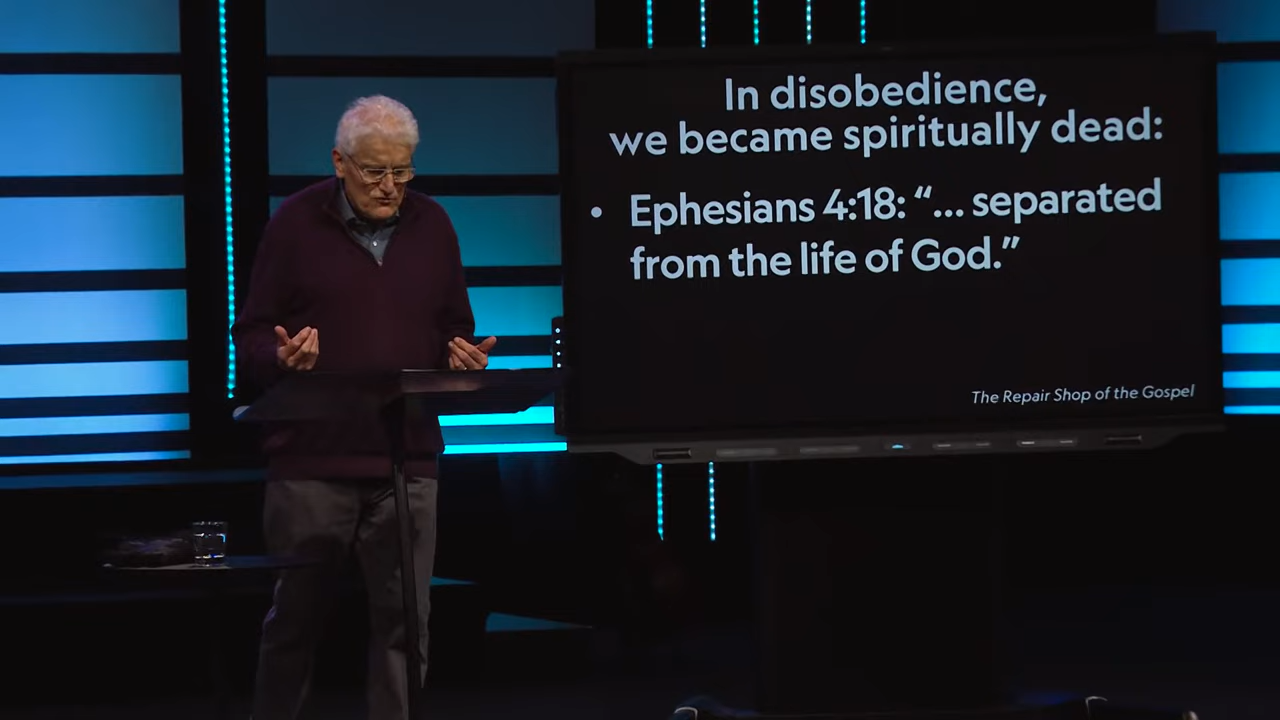 In disobedience,
we became spiritually dead:
• Ephesians 4:18: “... separated
from the life of God.”
The Repair Shop of the Gospel